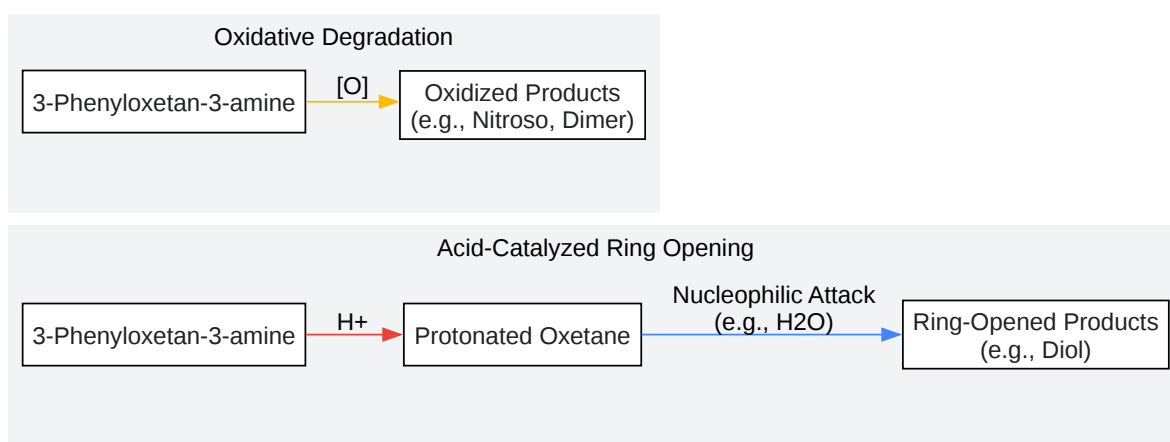 Oxidative Degradation
3-Phenyloxetan-3-amine
[O]
Oxidized Products
(e.g., Nitroso, Dimer)
Acid-Catalyzed Ring Opening
3-Phenyloxetan-3-amine
H+
Protonated Oxetane
Nucleophilic Attack
(e.g., H2O)
Ring-Opened Products
(e.g., Diol)